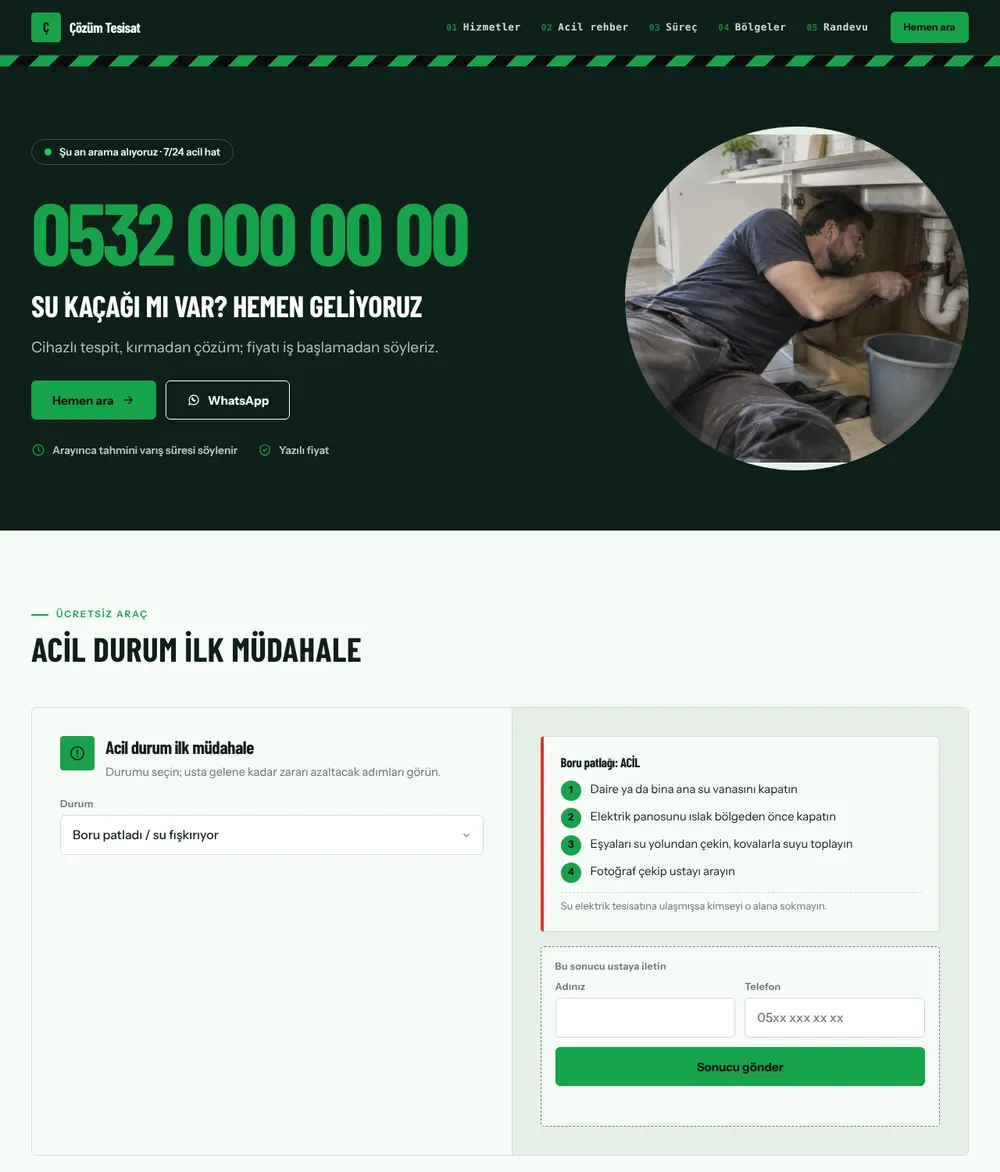 Ç Çözüm Tesisat
01 Hizmetler 02 Acil rehber 03 Süreç 04 Bölgeler 05 Randevu Hemen ara
Şu an arama alıyoruz · 7/24 acil hat
0532 000 00 00
SU KAÇAĞI MI VAR? HEMEN GELİYORUZ
Cihazlı tespit, kırmadan çözüm; fiyatı iş başlamadan söyleriz.
Hemen ara → WhatsApp
Arayınca tahmini varış süresi söylenir Yazılı fiyat
ÜCRETSİZ ARAÇ
ACİL DURUM İLK MÜDAHALE
Acil durum ilk müdahale
Durumu seçin; usta gelene kadar zararı azaltacak adımları görün.
Durum
Boru patladı / su fışkırıyor
Boru patlağı: ACİL
1 Daire ya da bina ana su vanasını kapatın
2 Elektrik panosunu ıslak bölgeden önce kapatın
3 Eşyaları su yolundan çekin, kovalarla suyu toplayın
4 Fotoğraf çekip ustayı arayın
Su elektrik tesisatına ulaşmışsa kimseyi o alana sokmayın.
Bu sonucu ustaya iletin
Adınız Telefon
05xx xxx xx xx
Sonucu gönder